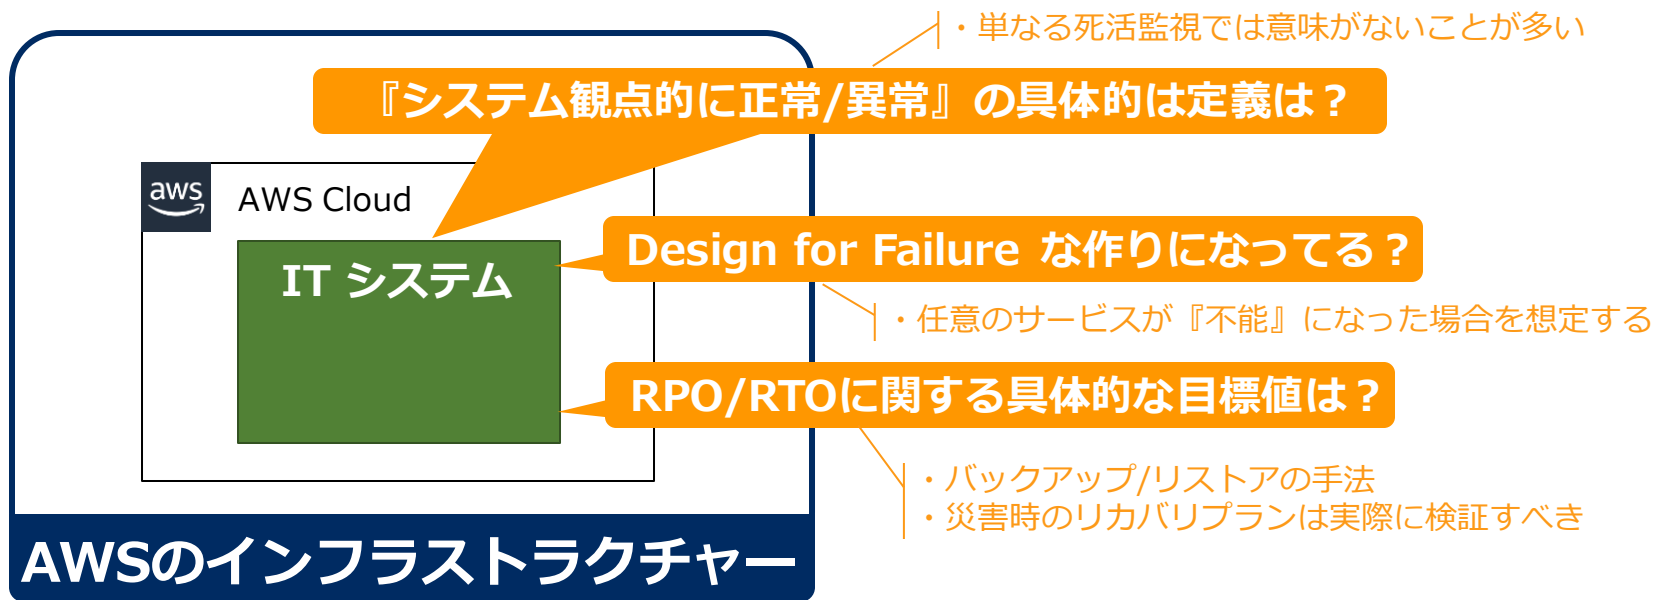 ・単なる死活監視では意味がないことが多い
『システム観点的に正常/異常』の具体的は定義は？
aws
AWS Cloud
IT システム
Design for Failure な作りになってる？
・任意のサービスが『不能』になった場合を想定する
RPO/RTOに関する具体的な目標値は？
・バックアップ/リストアの手法
・災害時のリカバリプランは実際に検証すべき
AWSのインフラストラクチャー